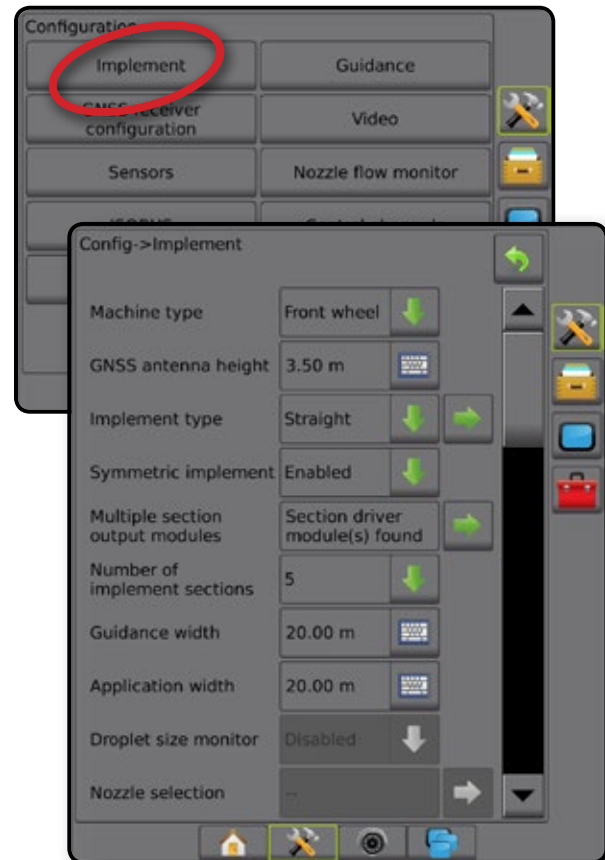 Configuration
Implement
Guidance
GNSS receiver
configuration
Video
Sensors
Nozzle flow monitor
Config->Implement
Machine type
Front wheel
GNSS antenna height
3.50 m
Implement type
Straight
Symmetric implement
Enabled
Multiple section
output modules
Section driver
module(s) found
Number of
implement sections
5
Guidance width
20.00 m
Application width
20.00 m
Droplet size monitor
Disabled
Nozzle selection
--